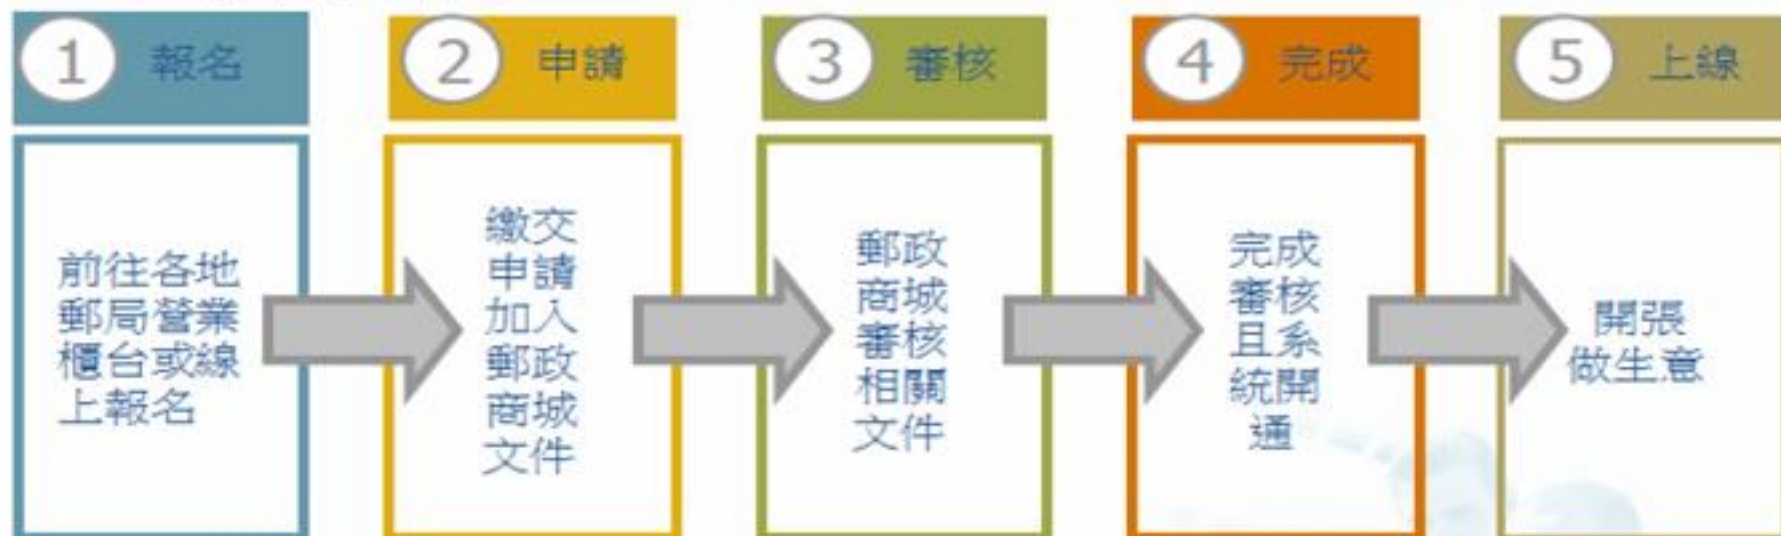 1 報名
前往各地
郵局營業
櫃台或線
上報名
2 申請
繳交
申請
加入
郵政
商城
文件
3 審核
郵政
商城
審核
相關
文件
4 完成
完成
審核
且系
統開
通
5 上線
開張
做生意